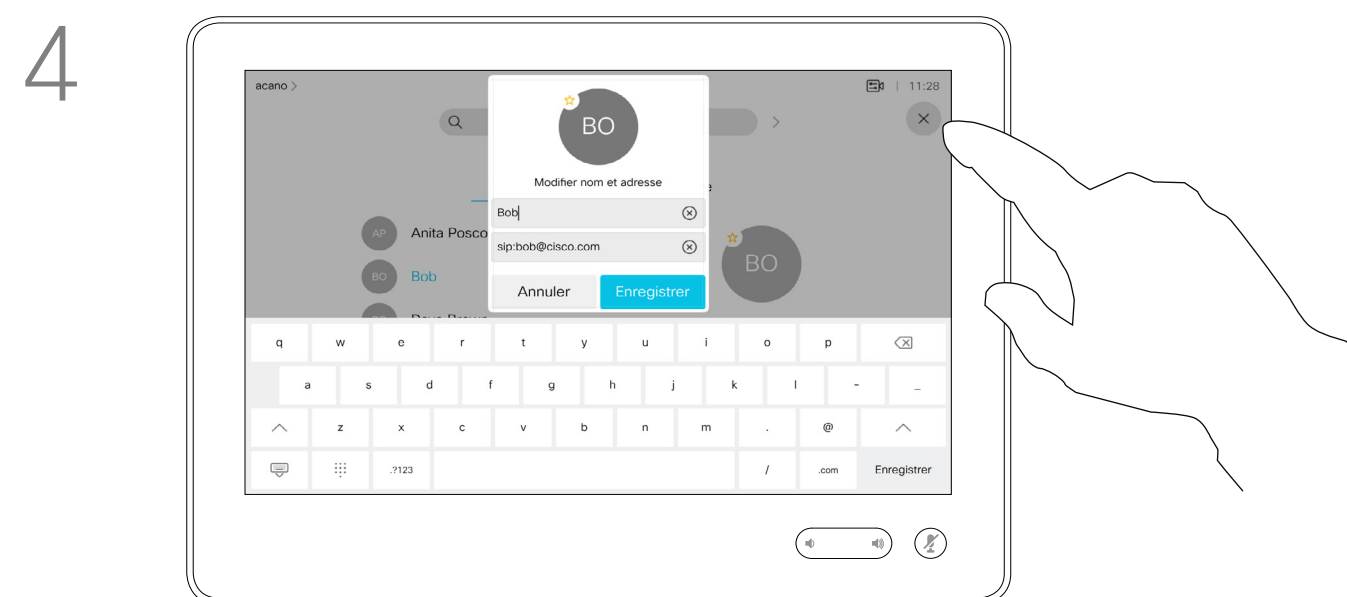 4
acano >
11:28
BO
Modifier nom et adresse
Bob
sip:bob@cisco.com
Annuler Enregistrer
AP Anita Posco
BO Bob
BO
q w e r t y u i o p
a s d f g h j k l - _
z x c v b n m . @
.?123 / .com Enregistrer